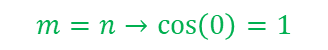 m = n → cos(0) = 1